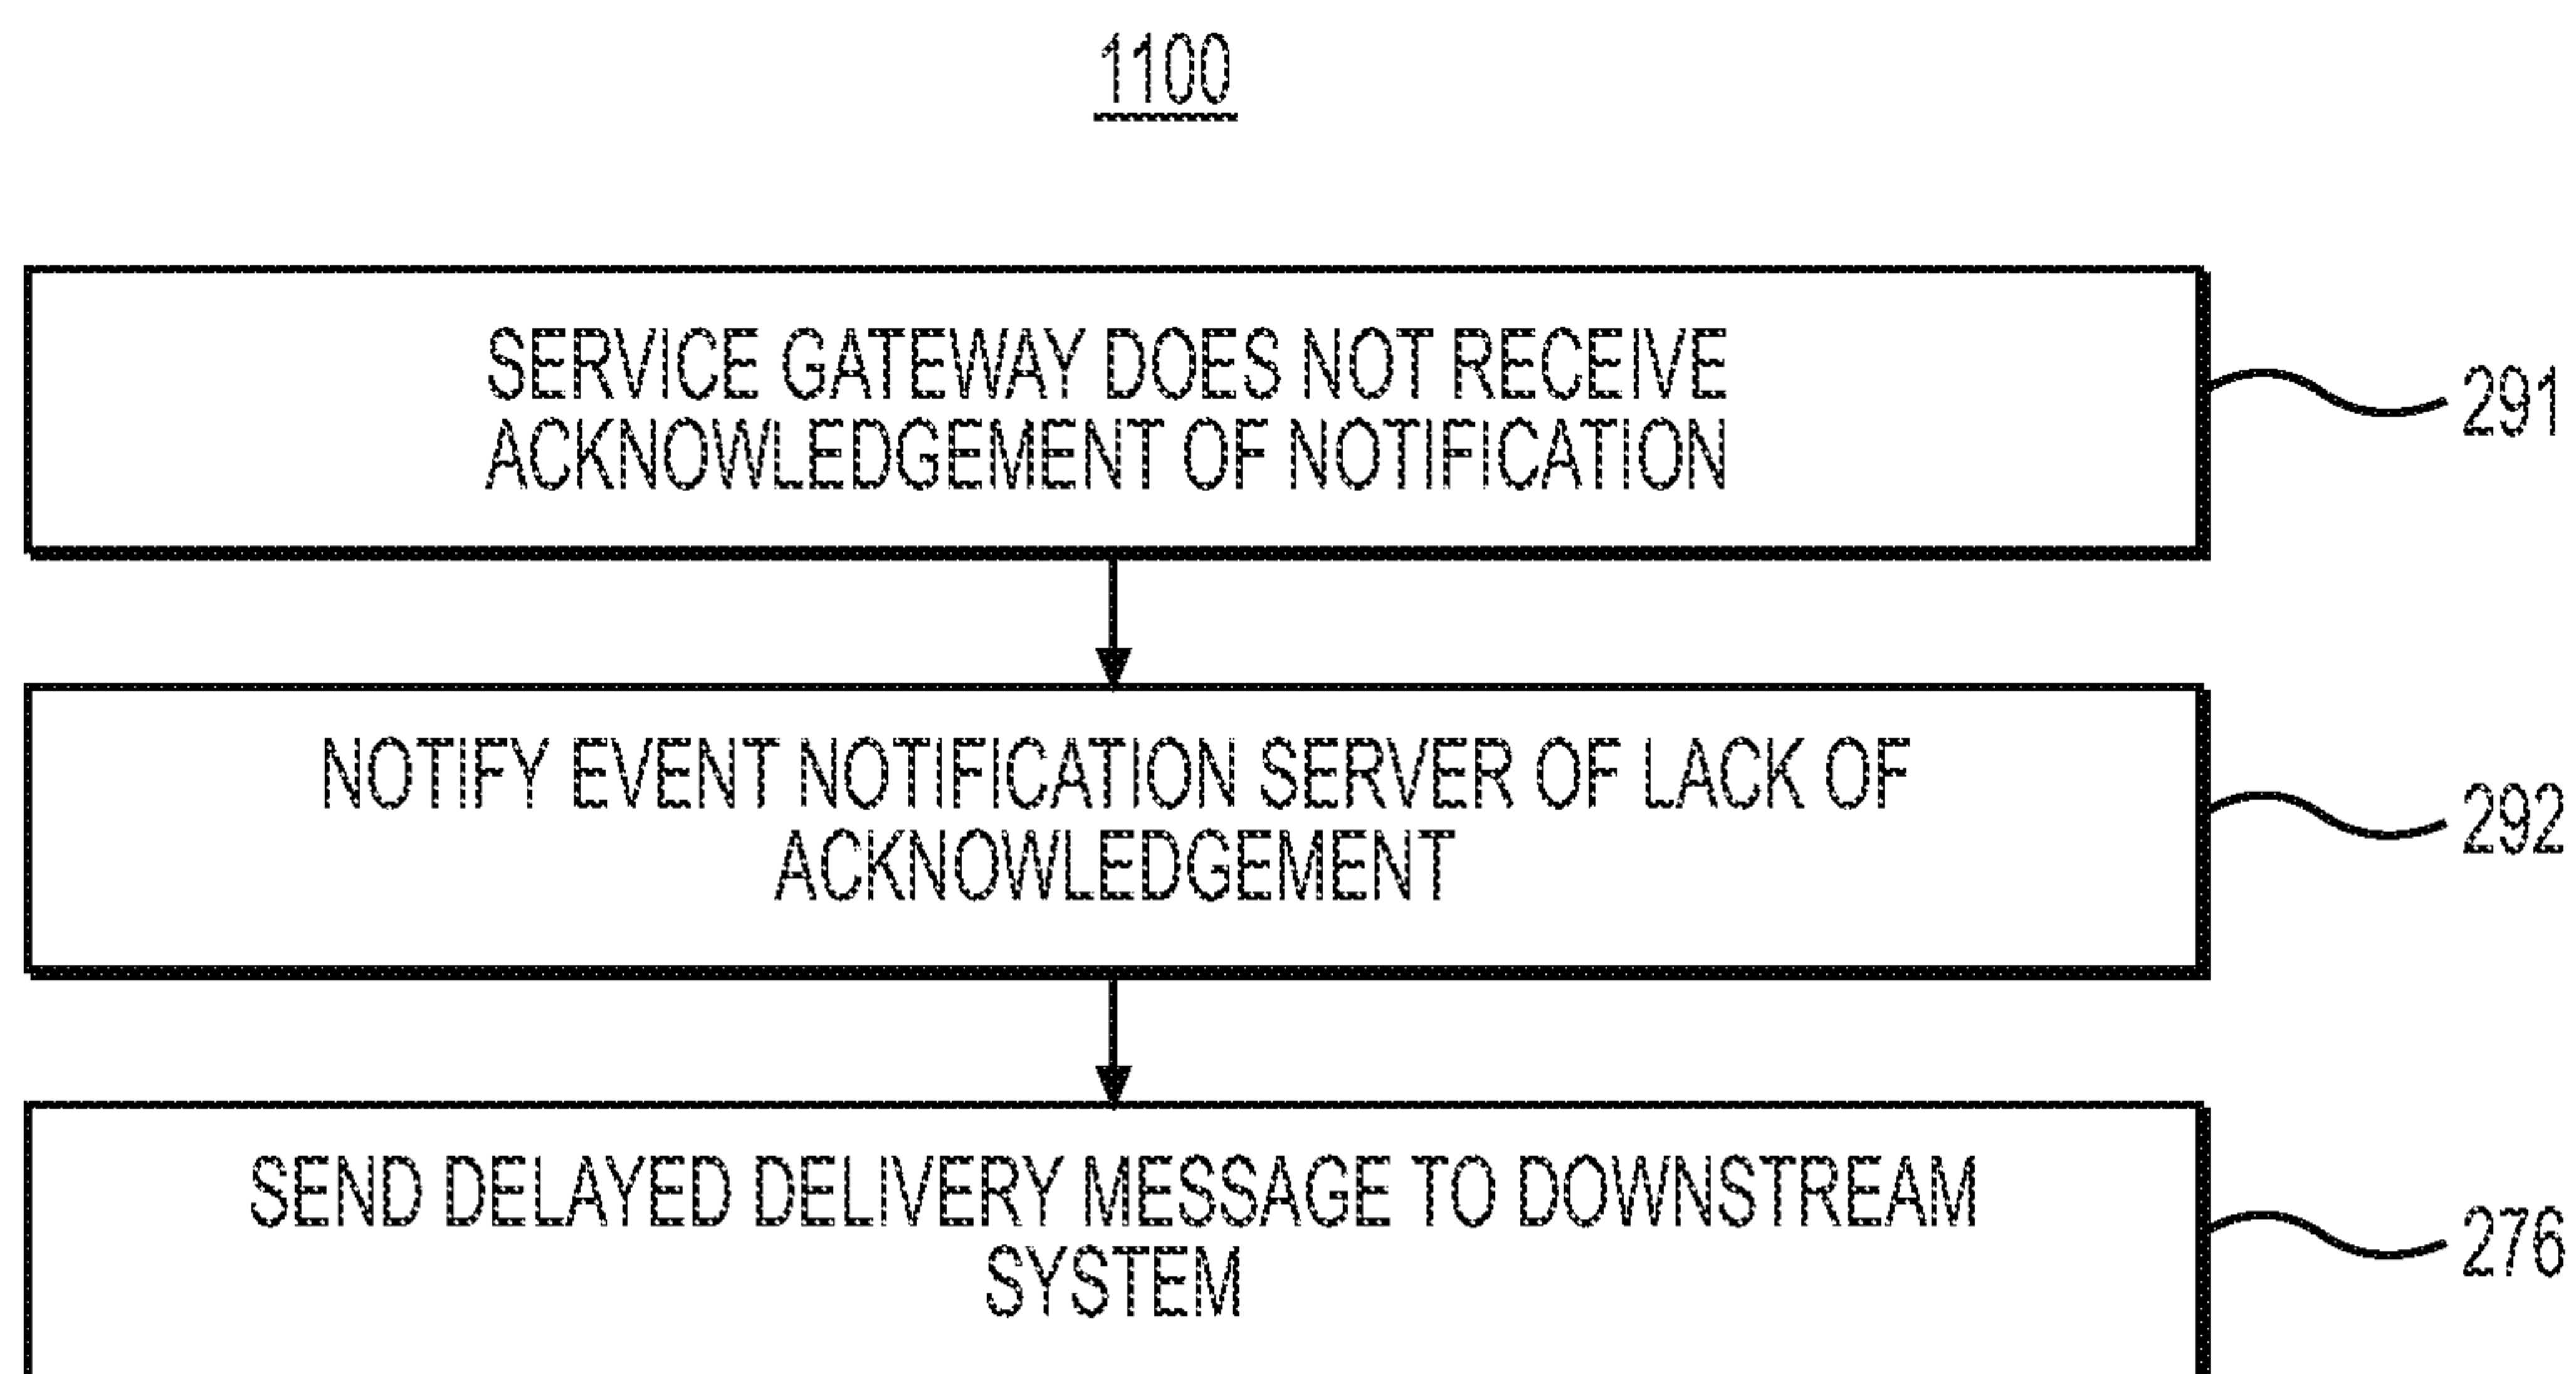 1100
SERVICE GATEWAY DOES NOT RECEIVE
ACKNOWLEDGEMENT OF NOTIFICATION
291
NOTIFY EVENT NOTIFICATION SERVER OF LACK OF
ACKNOWLEDGEMENT
292
SEND DELAYED DELIVERY MESSAGE TO DOWNSTREAM
SYSTEM
276